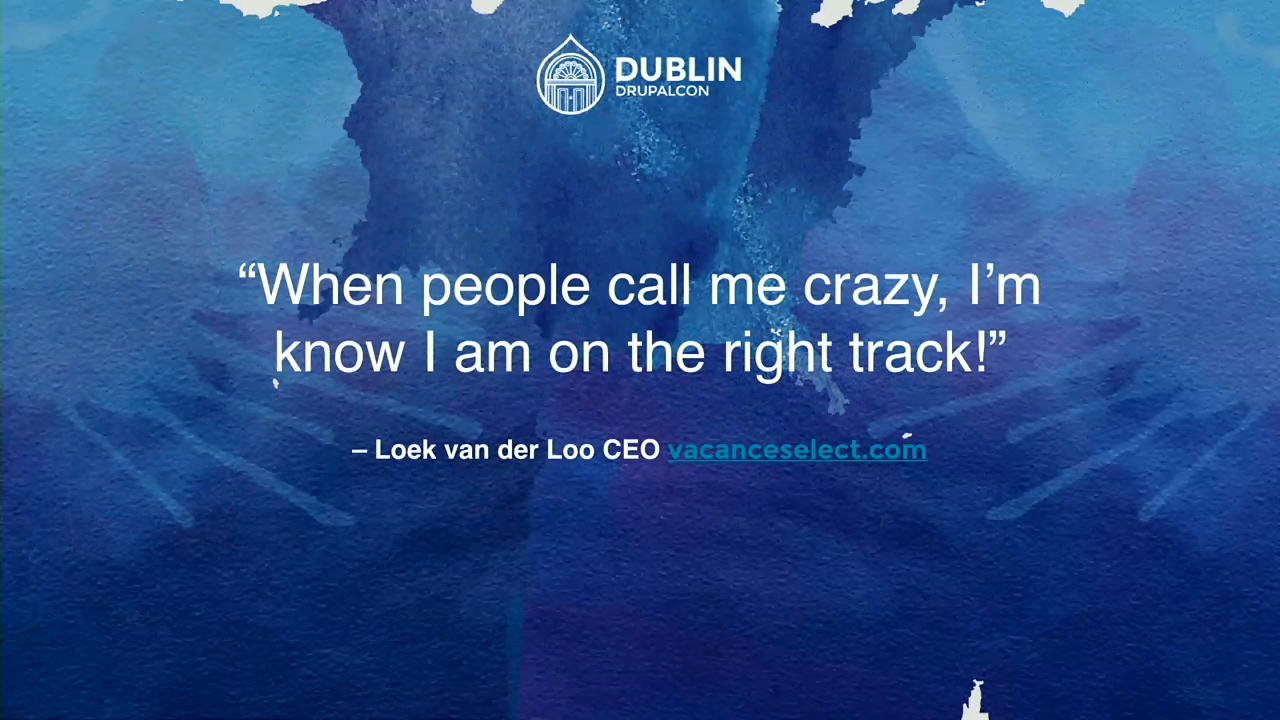 DUBLIN
DRUPALCON
“When people call me crazy, I’m
know I am on the right track!”
– Loek van der Loo CEO vacanceselect.com